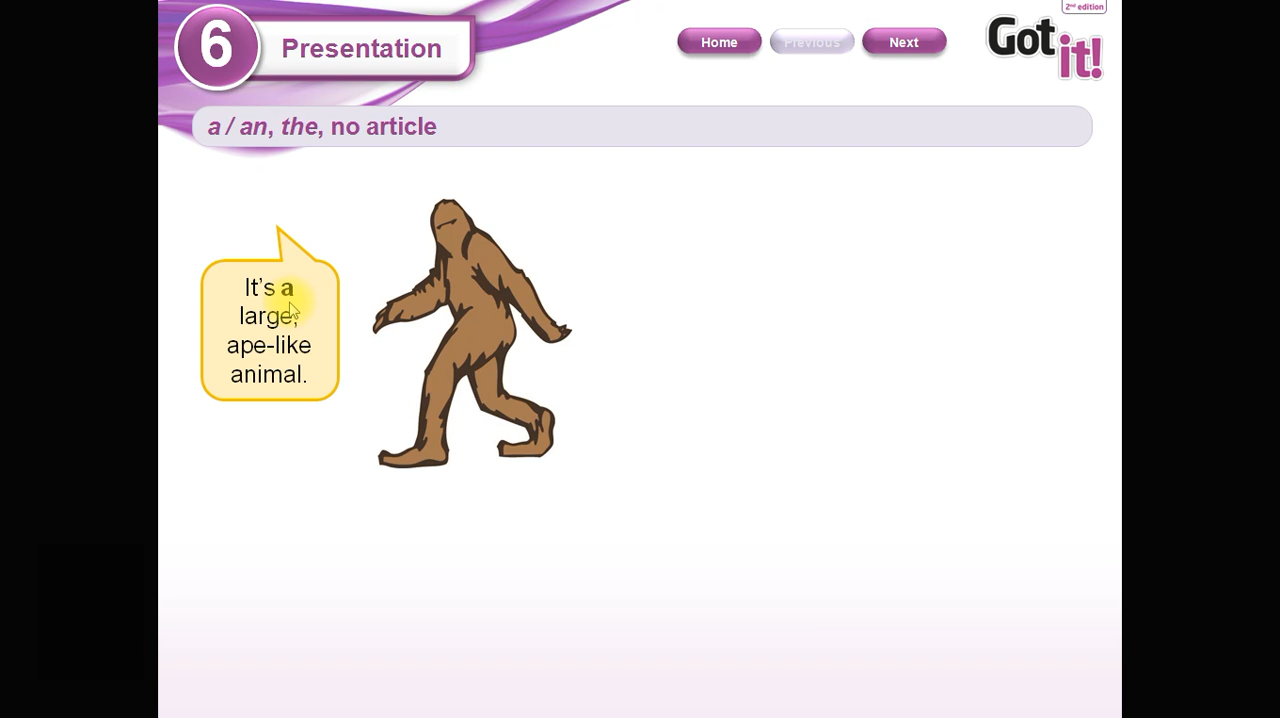 6
Presentation
Home
Previous
Next
2nd edition
Got it!
a / an, the, no article
It's a
large,
ape-like
animal.